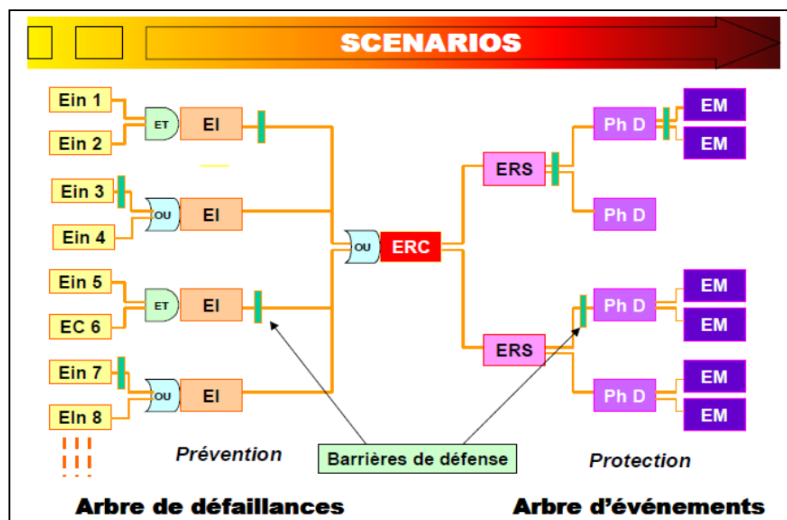 SCENARIOS
Ein 1
Ein 2
ET
EI
Ein 3
Ein 4
OU
EI
Ein 5
EC 6
ET
EI
Ein 7
EIn 8
OU
EI
OU
ERC
ERS
ERS
Ph D
Ph D
Ph D
Ph D
EM
EM
EM
EM
EM
EM
Prévention
Barrières de défense
Protection
Arbre de défaillances
Arbre d'événements